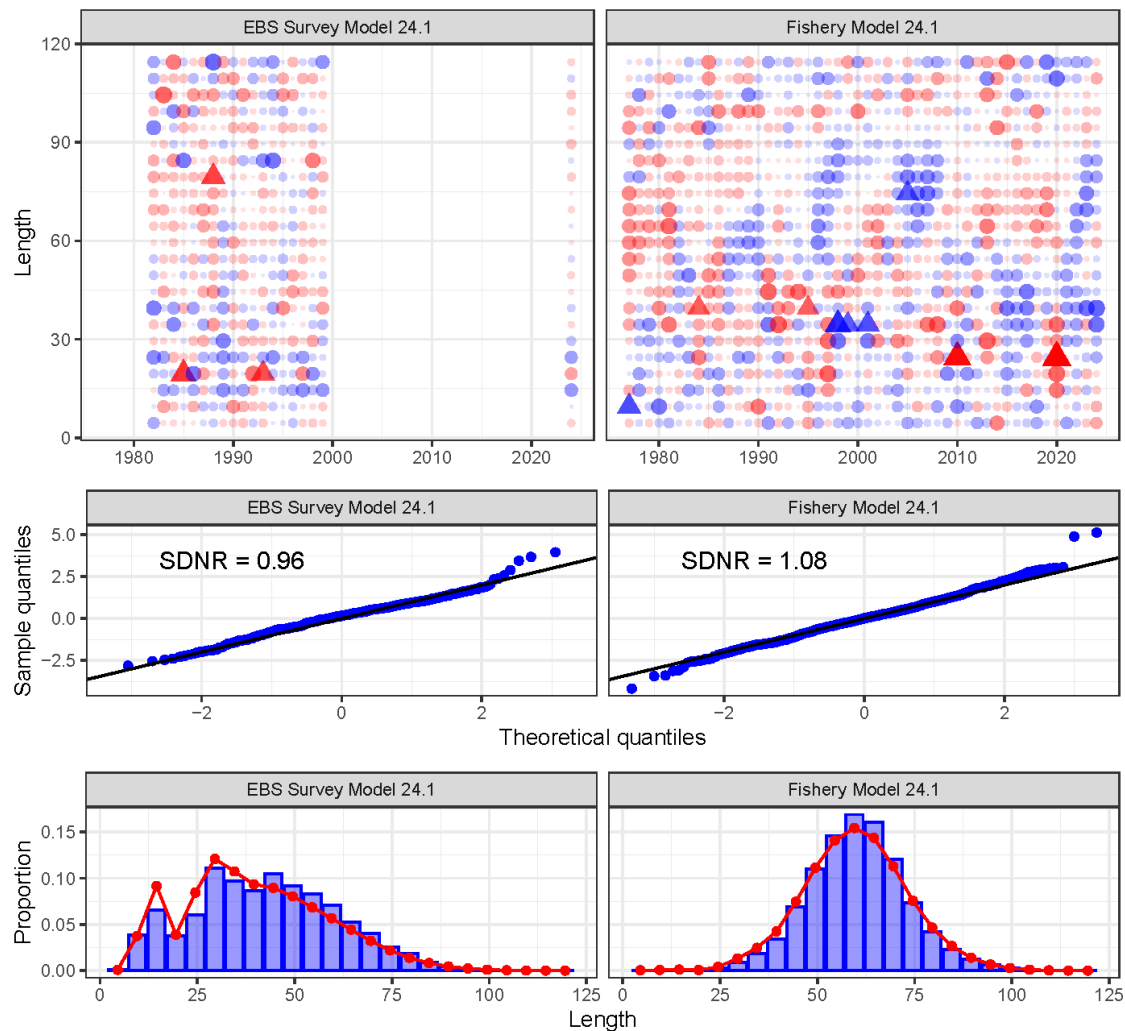 EBS Survey Model 24.1 Fishery Model 24.1
120
90
60
30
0
Length
1980 1990 2000 2010 2020 1980 1990 2000 2010 2020
EBS Survey Model 24.1 Fishery Model 24.1
5.0
2.5
0.0
−2.5
Sample quantiles
SDNR = 0.96 SDNR = 1.08
−2 0 2 −2 0 2
Theoretical quantiles
EBS Survey Model 24.1 Fishery Model 24.1
0.15
0.10
0.05
0.00
Proportion
0 25 50 75 100 125 0 25 50 75 100 125
Length